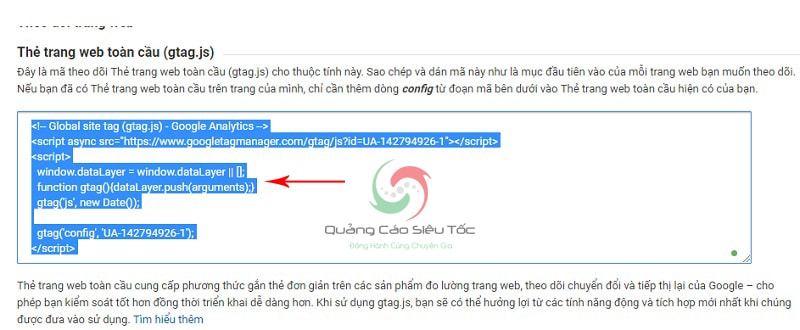 Theo dõi trang web
Thẻ trang web toàn cầu (gtag.js)
Đây là mã theo dõi Thẻ trang web toàn cầu (gtag.js) cho thuộc tính này. Sao chép và dán mã này như là mục đầu tiên vào của mỗi trang web bạn muốn theo dõi.
Nếu bạn đã có Thẻ trang web toàn cầu trên trang của mình, chỉ cần thêm dòng config từ đoạn mã bên dưới vào Thẻ trang web toàn cầu hiện có của bạn.
<!-- Global site tag (gtag.js) - Google Analytics -->
<script async src="https://www.googletagmanager.com/gtag/js?id=UA-142794926-1"></script>
<script>
window.dataLayer = window.dataLayer || [];
function gtag(){dataLayer.push(arguments);}
gtag('js', new Date());
gtag('config', 'UA-142794926-1');
</script>
Quảng Cáo Siêu Tốc
Đồng Hành Cùng Chuyên Gia
Thẻ trang web toàn cầu cung cấp phương thức gắn thẻ đơn giản trên các sản phẩm đo lường trang web, theo dõi chuyển đổi và tiếp thị lại của Google – cho
phép bạn kiểm soát tốt hơn đồng thời triển khai dễ dàng hơn. Khi sử dụng gtag.js, bạn sẽ có thể hưởng lợi từ các tính năng động và tích hợp mới nhất khi chúng
được đưa vào sử dụng. Tìm hiểu thêm